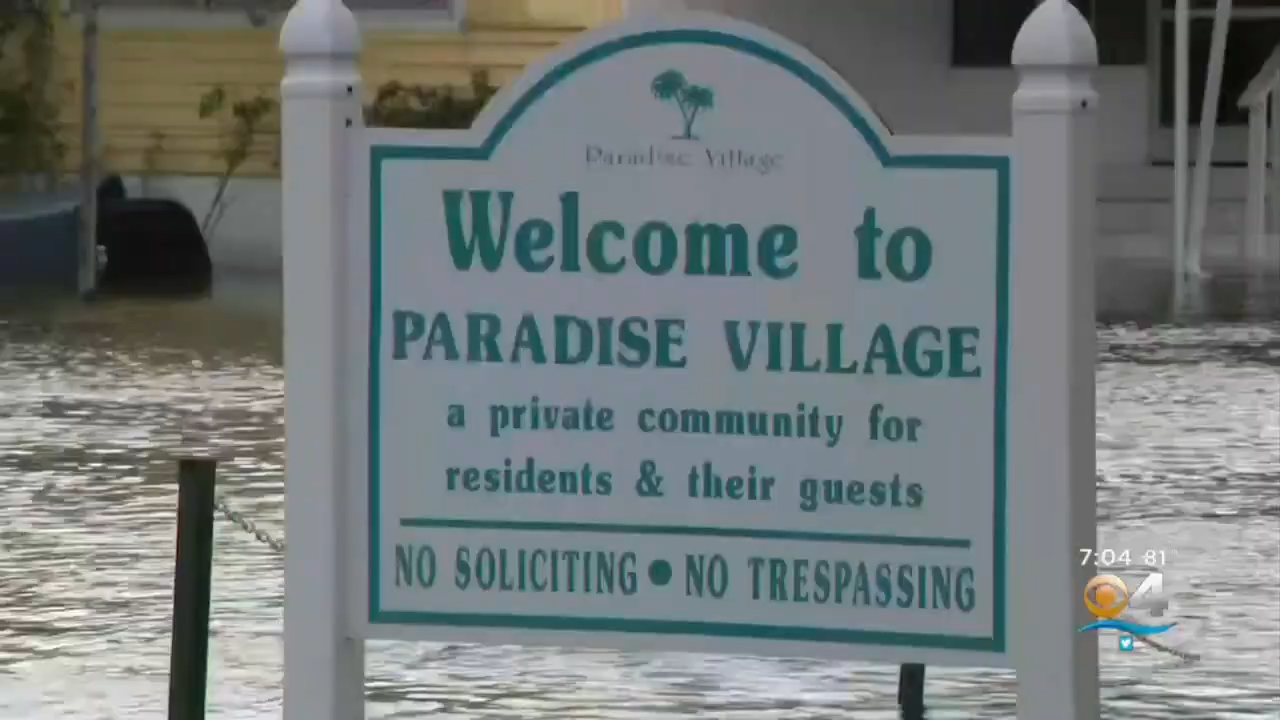 Paradise Village
Welcome to
PARADISE VILLAGE
a private community for
residents & their guests
NO SOLICITING • NO TRESPASSING
7:04 81
4